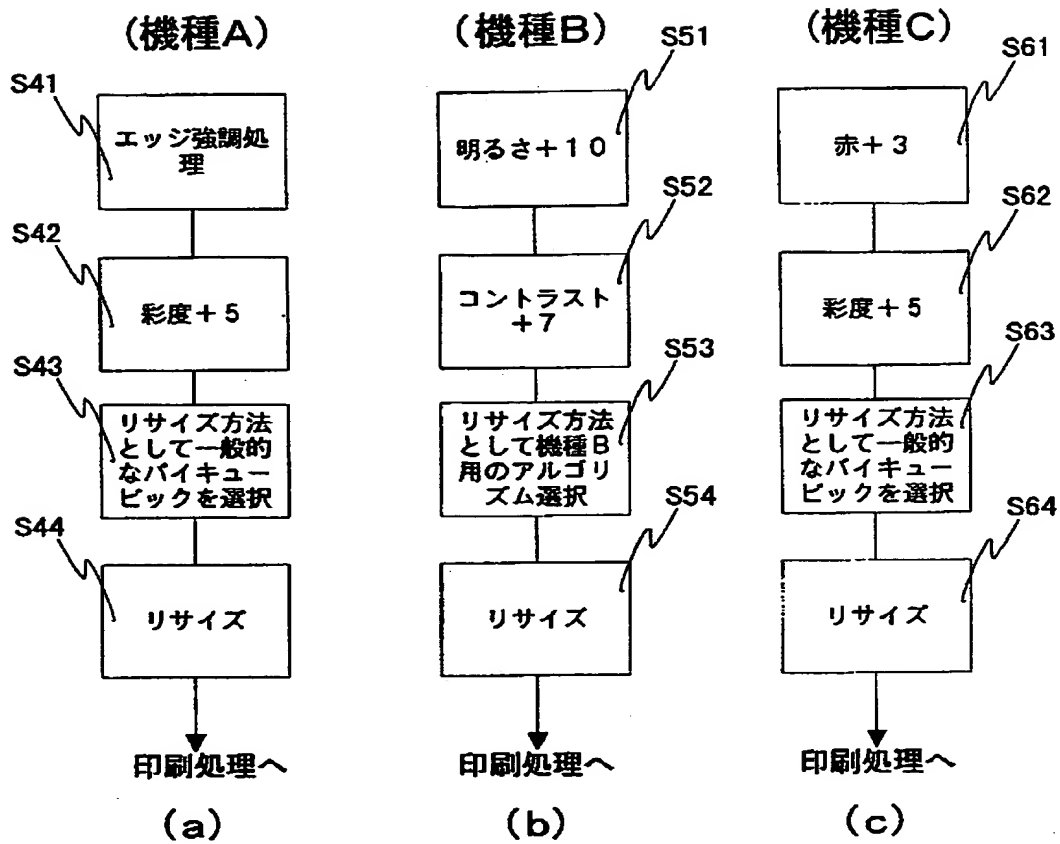 (機種A)
S41
エッジ強調処
理
S42
彩度+5
S43
リサイズ方法
として一般的
なバイキュー
ビックを選択
S44
リサイズ
印刷処理へ
(a)
(機種B)
S51
明るさ+10
S52
コントラスト
+7
S53
リサイズ方法
として機種B
用のアルゴリ
ズム選択
S54
リサイズ
印刷処理へ
(b)
(機種C)
S61
赤+3
S62
彩度+5
S63
リサイズ方法
として一般的
なバイキュー
ビックを選択
S64
リサイズ
印刷処理へ
(c)